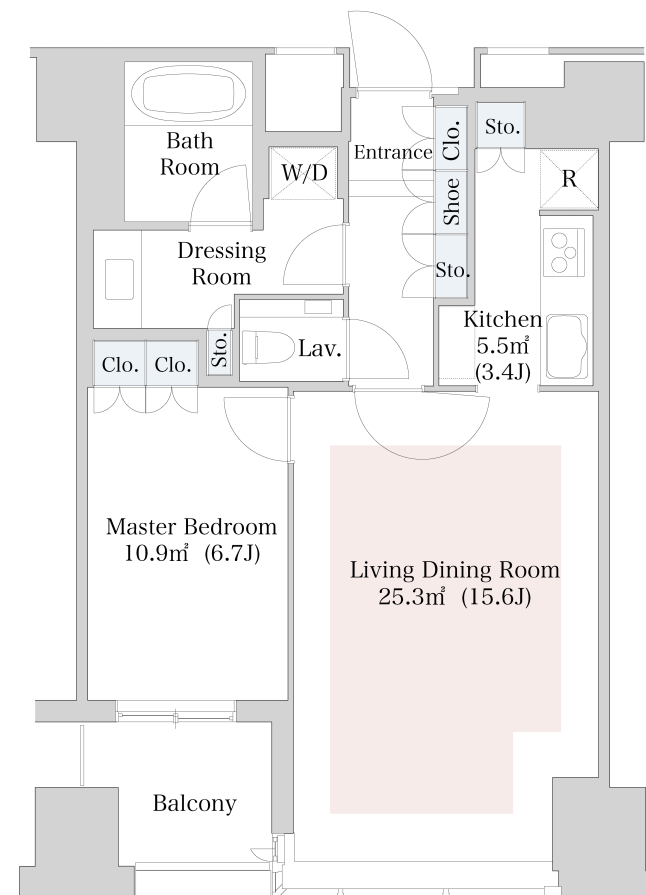 Bath
Room
W/D
Entrance
Clo.
Sto.
R
Shoe
Sto.
Dressing
Room
Kitchen
5.5㎡
(3.4J)
Lav.
Sto.
Clo.
Clo.
Master Bedroom
10.9㎡ (6.7J)
Living Dining Room
25.3㎡ (15.6J)
Balcony